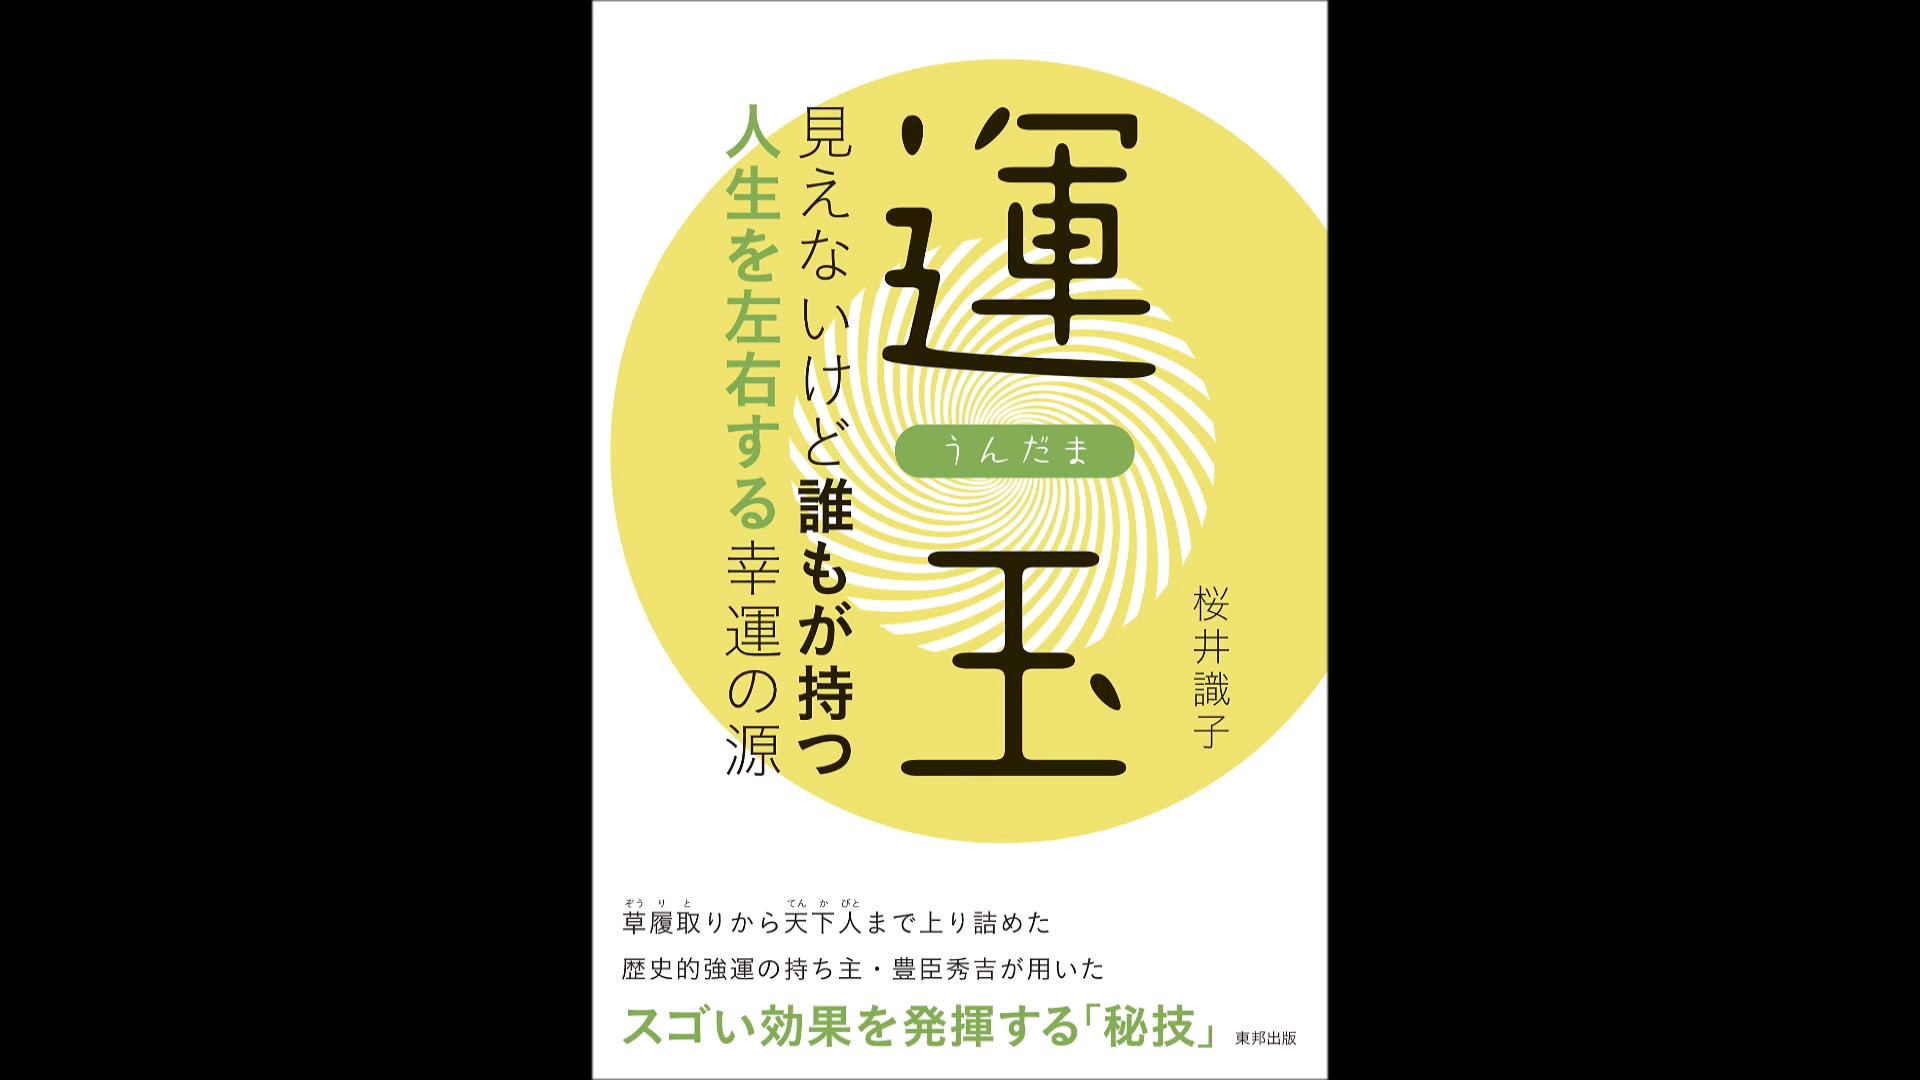 運玉
うんだま
桜井識子
見えないけど誰もが持つ
人生を左右する幸運の源
ぞうりと てんかびと
草履取りから天下人まで上り詰めた
歴史的強運の持ち主・豊臣秀吉が用いた
スゴい効果を発揮する「秘技」
東邦出版